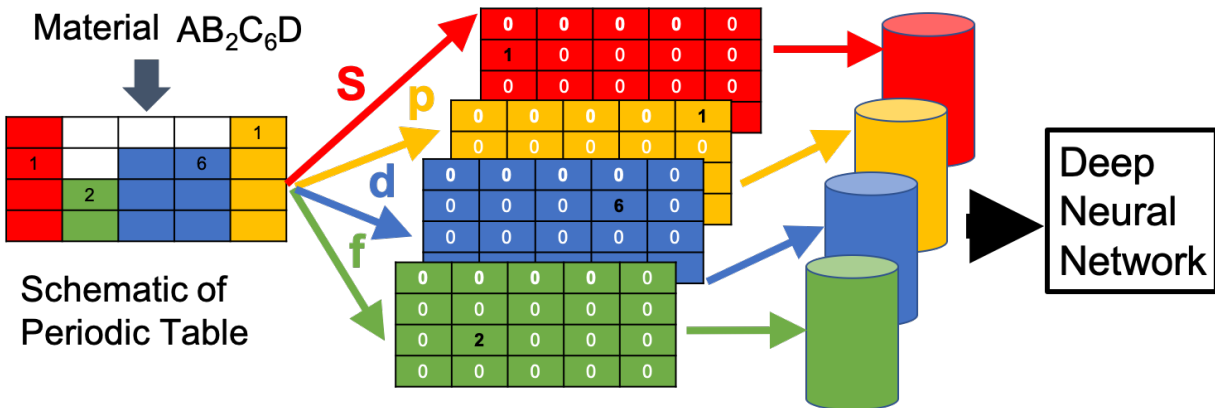 Material AB₂C₆D
1
1 6
2
Schematic of
Periodic Table
S
p
d
f
0 0 0 0 0
1 0 0 0 0
0 0 0 0 0
0 0 0 0 1
0 0 0 0 0
0 0 0 0 0
0 0 0 6 0
0 0 0 0 0
0 0 0 0 0
0 0 0 0 0
0 2 0 0 0
0 0 0 0 0
Deep
Neural
Network